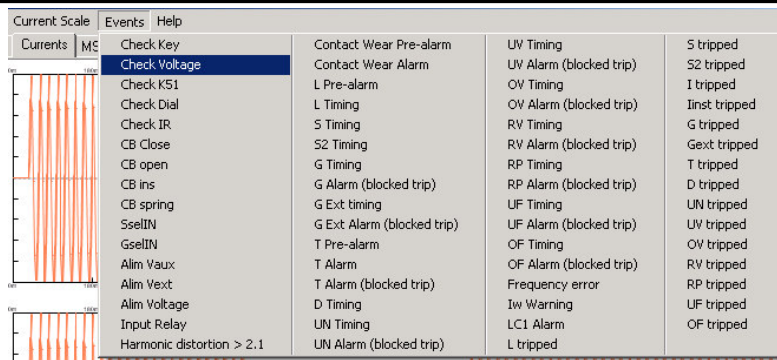 Current Scale Events Help
Currents MS
Check Key
Check Voltage
Check K51
Check Dial
Check IR
CB Close
CB open
CB ins
CB spring
SselIN
GselIN
Alim Vaux
Alim Vext
Alim Voltage
Input Relay
Harmonic distortion > 2.1
Contact Wear Pre-alarm
Contact Wear Alarm
L Pre-alarm
L Timing
S Timing
S2 Timing
G Timing
G Alarm (blocked trip)
G Ext timing
G Ext Alarm (blocked trip)
T Pre-alarm
T Alarm
T Alarm (blocked trip)
D Timing
UN Timing
UN Alarm (blocked trip)
UV Timing
UV Alarm (blocked trip)
OV Timing
OV Alarm (blocked trip)
RV Timing
RV Alarm (blocked trip)
RP Timing
RP Alarm (blocked trip)
UF Timing
UF Alarm (blocked trip)
OF Timing
OF Alarm (blocked trip)
Frequency error
Iw Warning
LC1 Alarm
L tripped
S tripped
S2 tripped
I tripped
Iinst tripped
G tripped
Gext tripped
T tripped
D tripped
UN tripped
UV tripped
OV tripped
RV tripped
RP tripped
UF tripped
OF tripped